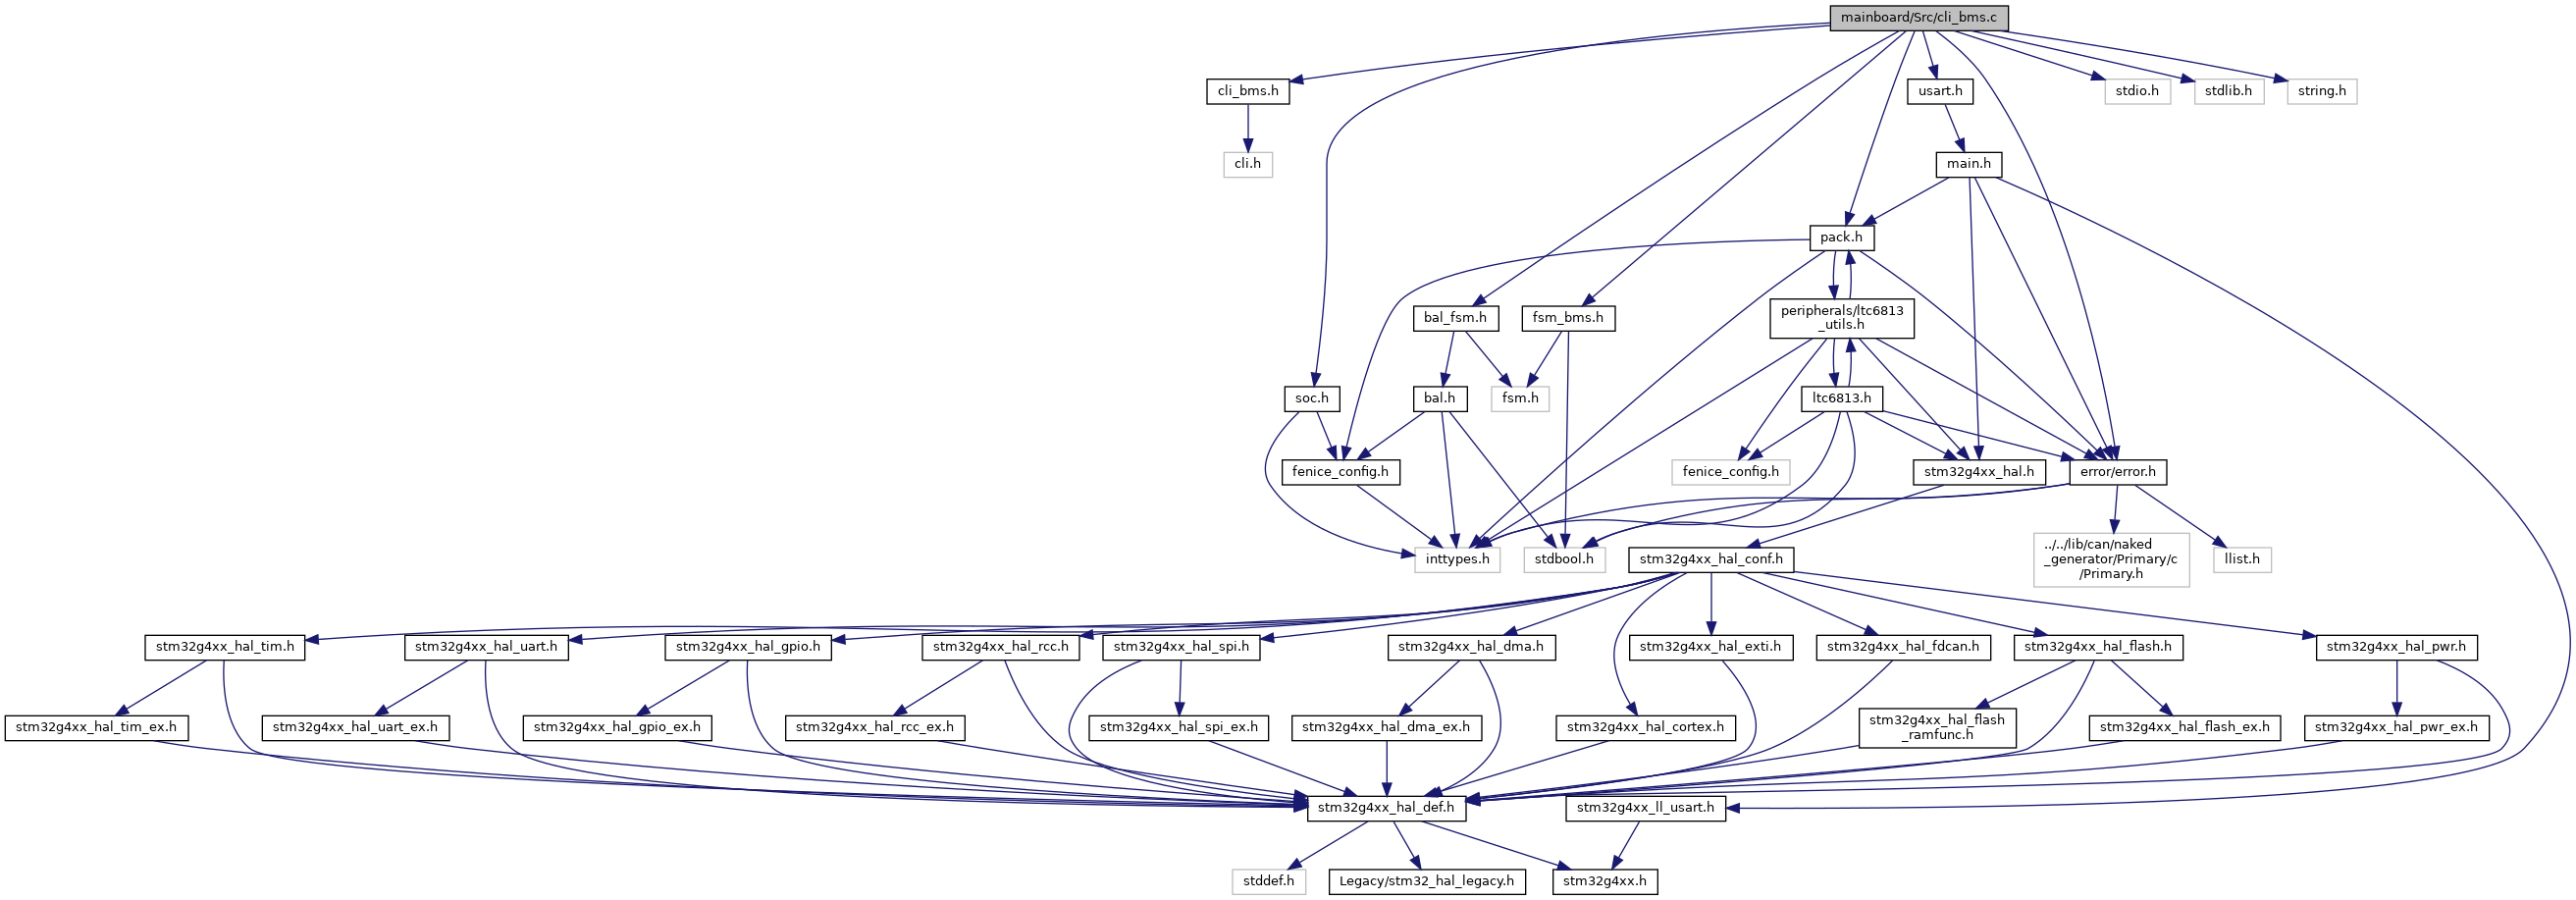 mainboard/Src/cli_bms.c
cli_bms.h
usart.h
stdio.h
stdlib.h
string.h
cli.h
main.h
pack.h
bal_fsm.h
fsm_bms.h
peripherals/ltc6813
_utils.h
soc.h
bal.h
fsm.h
ltc6813.h
fenice_config.h
fenice_config.h
stm32g4xx_hal.h
error/error.h
inttypes.h
stdbool.h
stm32g4xx_hal_conf.h
../../lib/can/naked
_generator/Primary/c
/Primary.h
llist.h
stm32g4xx_hal_tim.h
stm32g4xx_hal_uart.h
stm32g4xx_hal_gpio.h
stm32g4xx_hal_rcc.h
stm32g4xx_hal_spi.h
stm32g4xx_hal_dma.h
stm32g4xx_hal_exti.h
stm32g4xx_hal_fdcan.h
stm32g4xx_hal_flash.h
stm32g4xx_hal_pwr.h
stm32g4xx_hal_tim_ex.h
stm32g4xx_hal_uart_ex.h
stm32g4xx_hal_gpio_ex.h
stm32g4xx_hal_rcc_ex.h
stm32g4xx_hal_spi_ex.h
stm32g4xx_hal_dma_ex.h
stm32g4xx_hal_cortex.h
stm32g4xx_hal_flash
_ramfunc.h
stm32g4xx_hal_flash_ex.h
stm32g4xx_hal_pwr_ex.h
stm32g4xx_hal_def.h
stm32g4xx_ll_usart.h
stddef.h
Legacy/stm32_hal_legacy.h
stm32g4xx.h